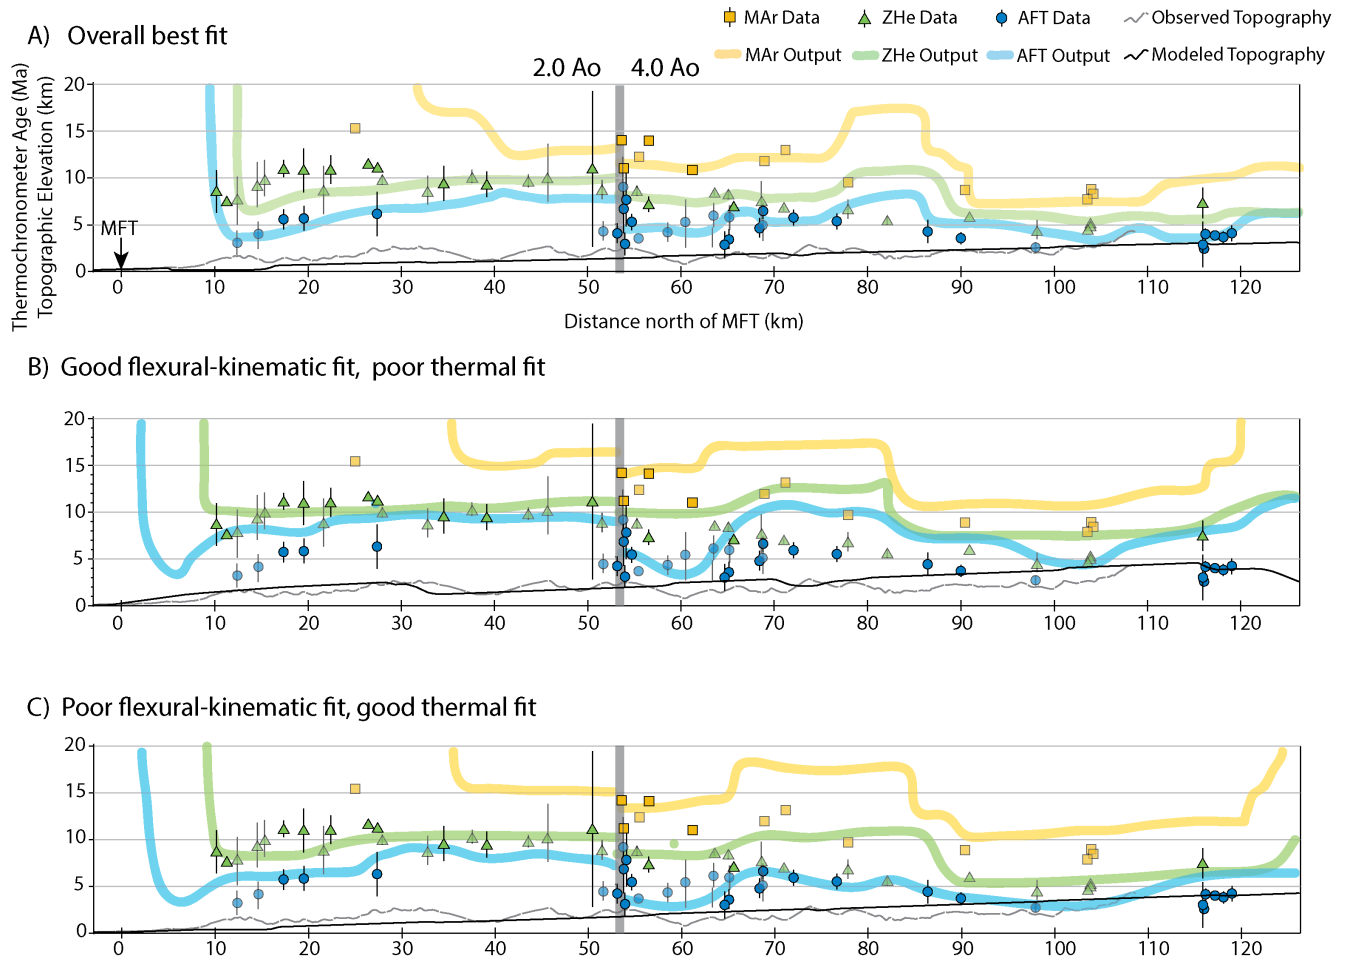 MAr Data ZHe Data AFT Data Observed Topography
MAr Output ZHe Output AFT Output Modeled Topography
A) Overall best fit
2.0 Ao 4.0 Ao
Thermochronometer Age (Ma)
Topographic Elevation (km)
20
15
10
5
0
MFT
0 10 20 30 40 50 60 70 80 90 100 110 120
Distance north of MFT (km)
B) Good flexural-kinematic fit, poor thermal fit
20
15
10
5
0
0 10 20 30 40 50 60 70 80 90 100 110 120
C) Poor flexural-kinematic fit, good thermal fit
20
15
10
5
0
0 10 20 30 40 50 60 70 80 90 100 110 120